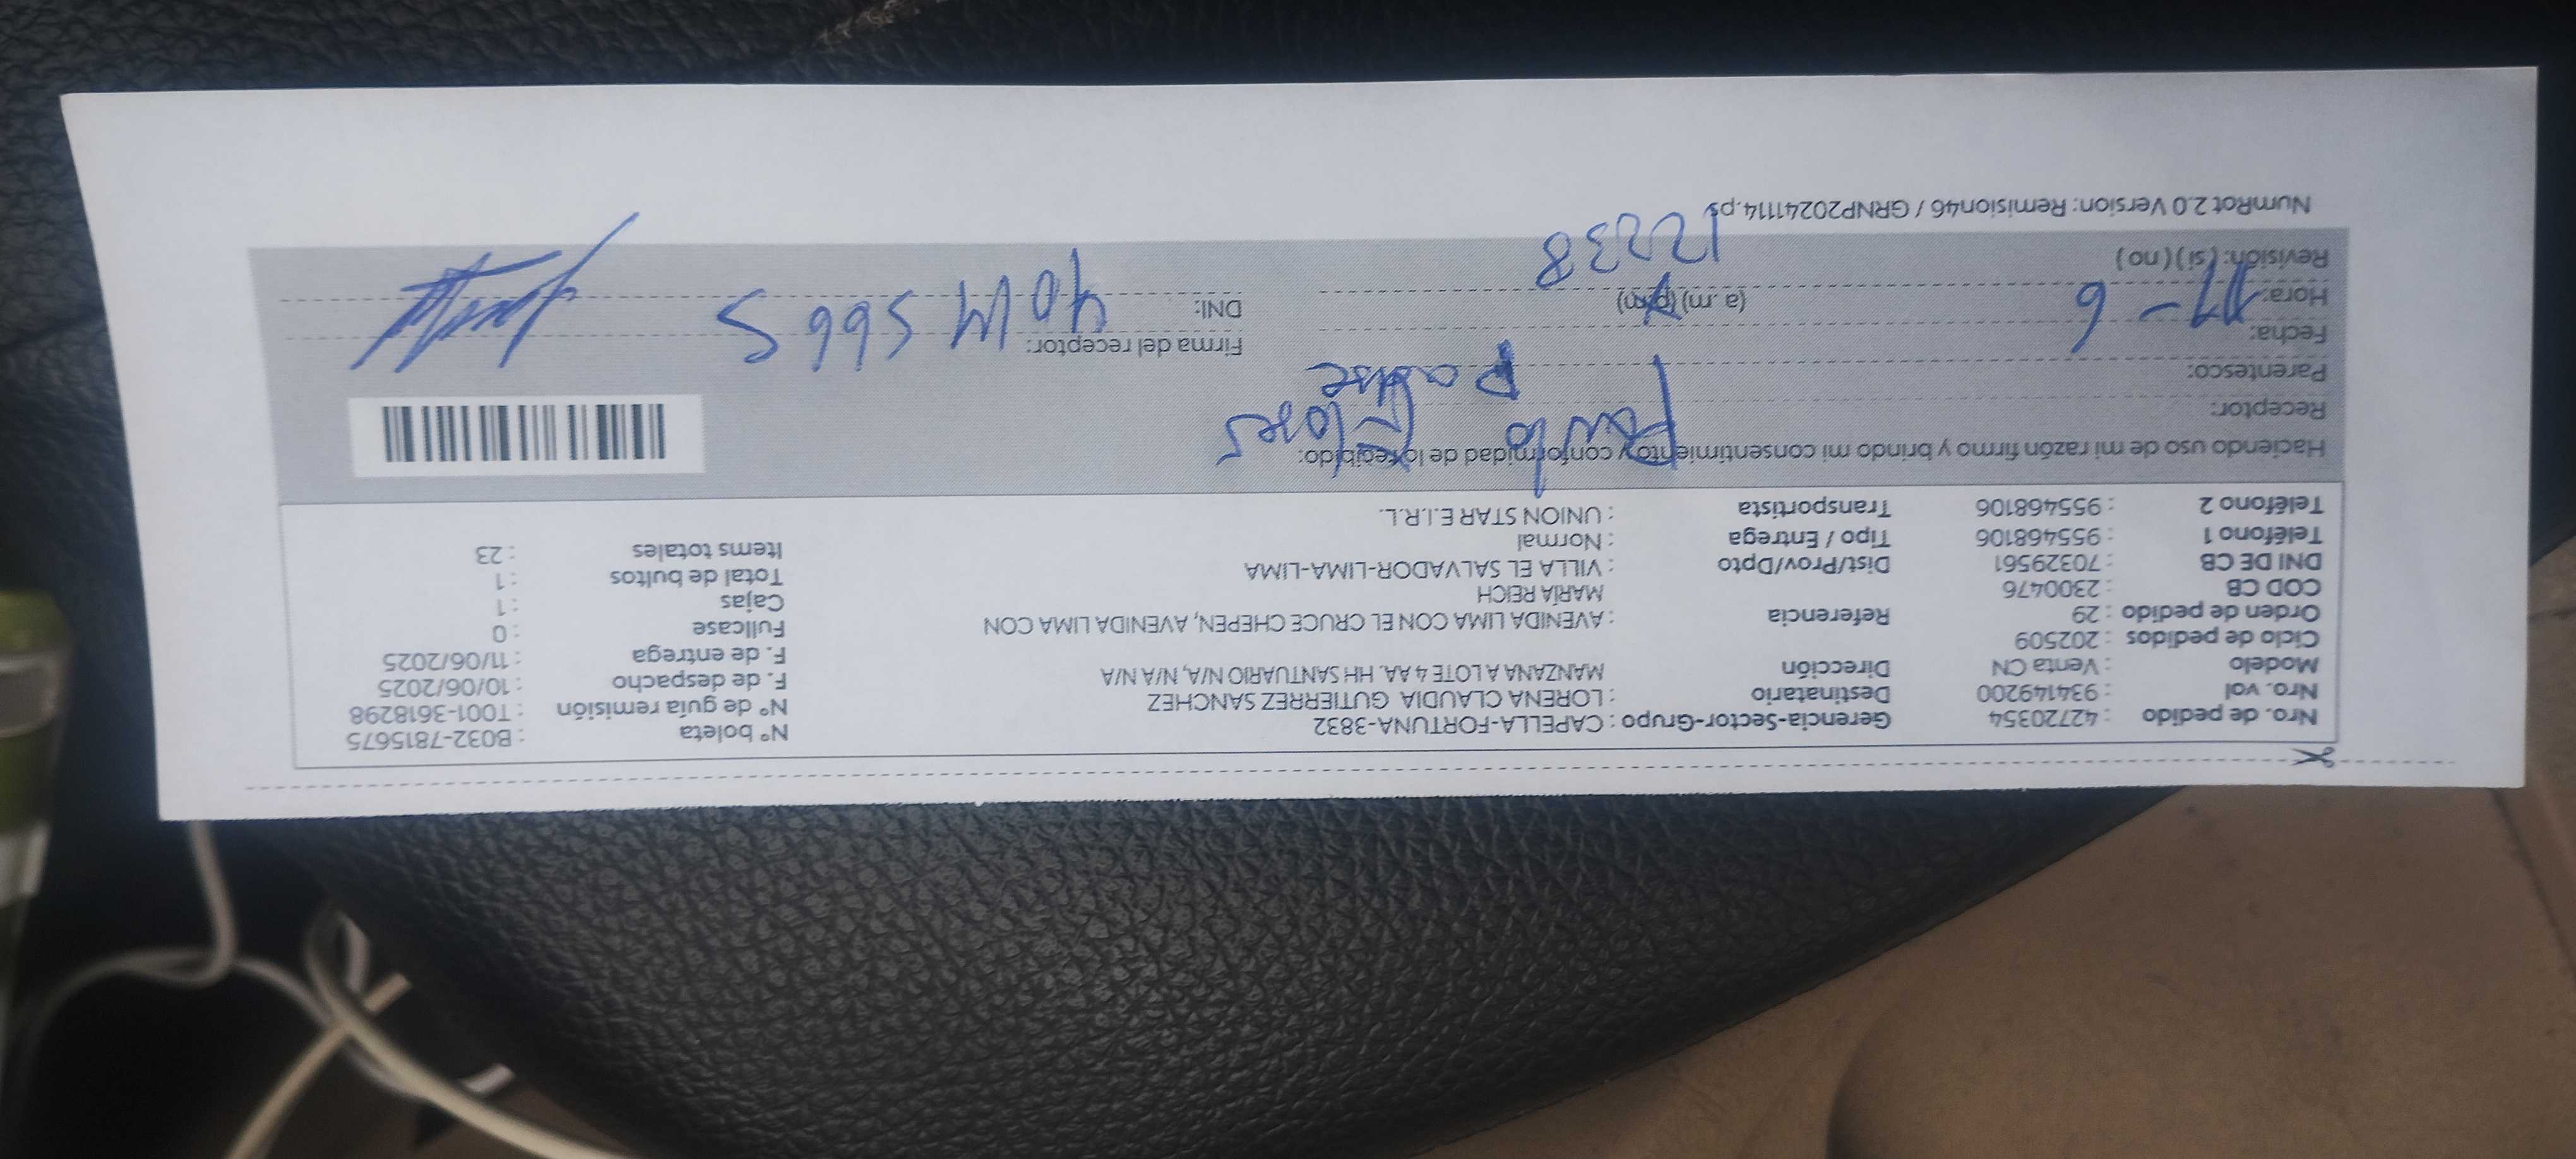 Nro. de pedido : 42720354 Gerencia-Sector-Grupo : CAPELLA-FORTUNA-3832 N° boleta : B032-7815675
Nro. vol : 934149200 Destinatario : LORENA CLAUDIA GUTIERREZ SANCHEZ N° de guía remisión : T001-3618298
Modelo : Venta CN Dirección MANZANA A LOTE 4 AA. HH SANTUARIO N/A, N/A N/A F. de despacho : 10/06/2025
Ciclo de pedidos : 202509 F. de entrega : 11/06/2025
Orden de pedido : 29 Referencia : AVENIDA LIMA CON EL CRUCE CHEPEN, AVENIDA LIMA CON Fullcase : 0
COD CB : 2300476 MARÍA REICH Cajas : 1
DNI DE CB : 70329561 Dist/Prov/Dpto : VILLA EL SALVADOR-LIMA-LIMA Total de bultos : 1
Teléfono 1 : 955468106 Tipo / Entrega : Normal Items totales : 23
Teléfono 2 : 955468106 Transportista : UNION STAR E.I.R.L.
Haciendo uso de mi razón firmo y brindo mi consentimiento y conformidad de lo recibido:
Receptor: Flores
Parentesco: Padre
Fecha: 11-6 Firma del receptor:
Hora: (a. m) (p.m) DNI:
Revisión: (si) (no) 12238
NumRot 2.0 Version: Remision46 / GRNP20241114.ps